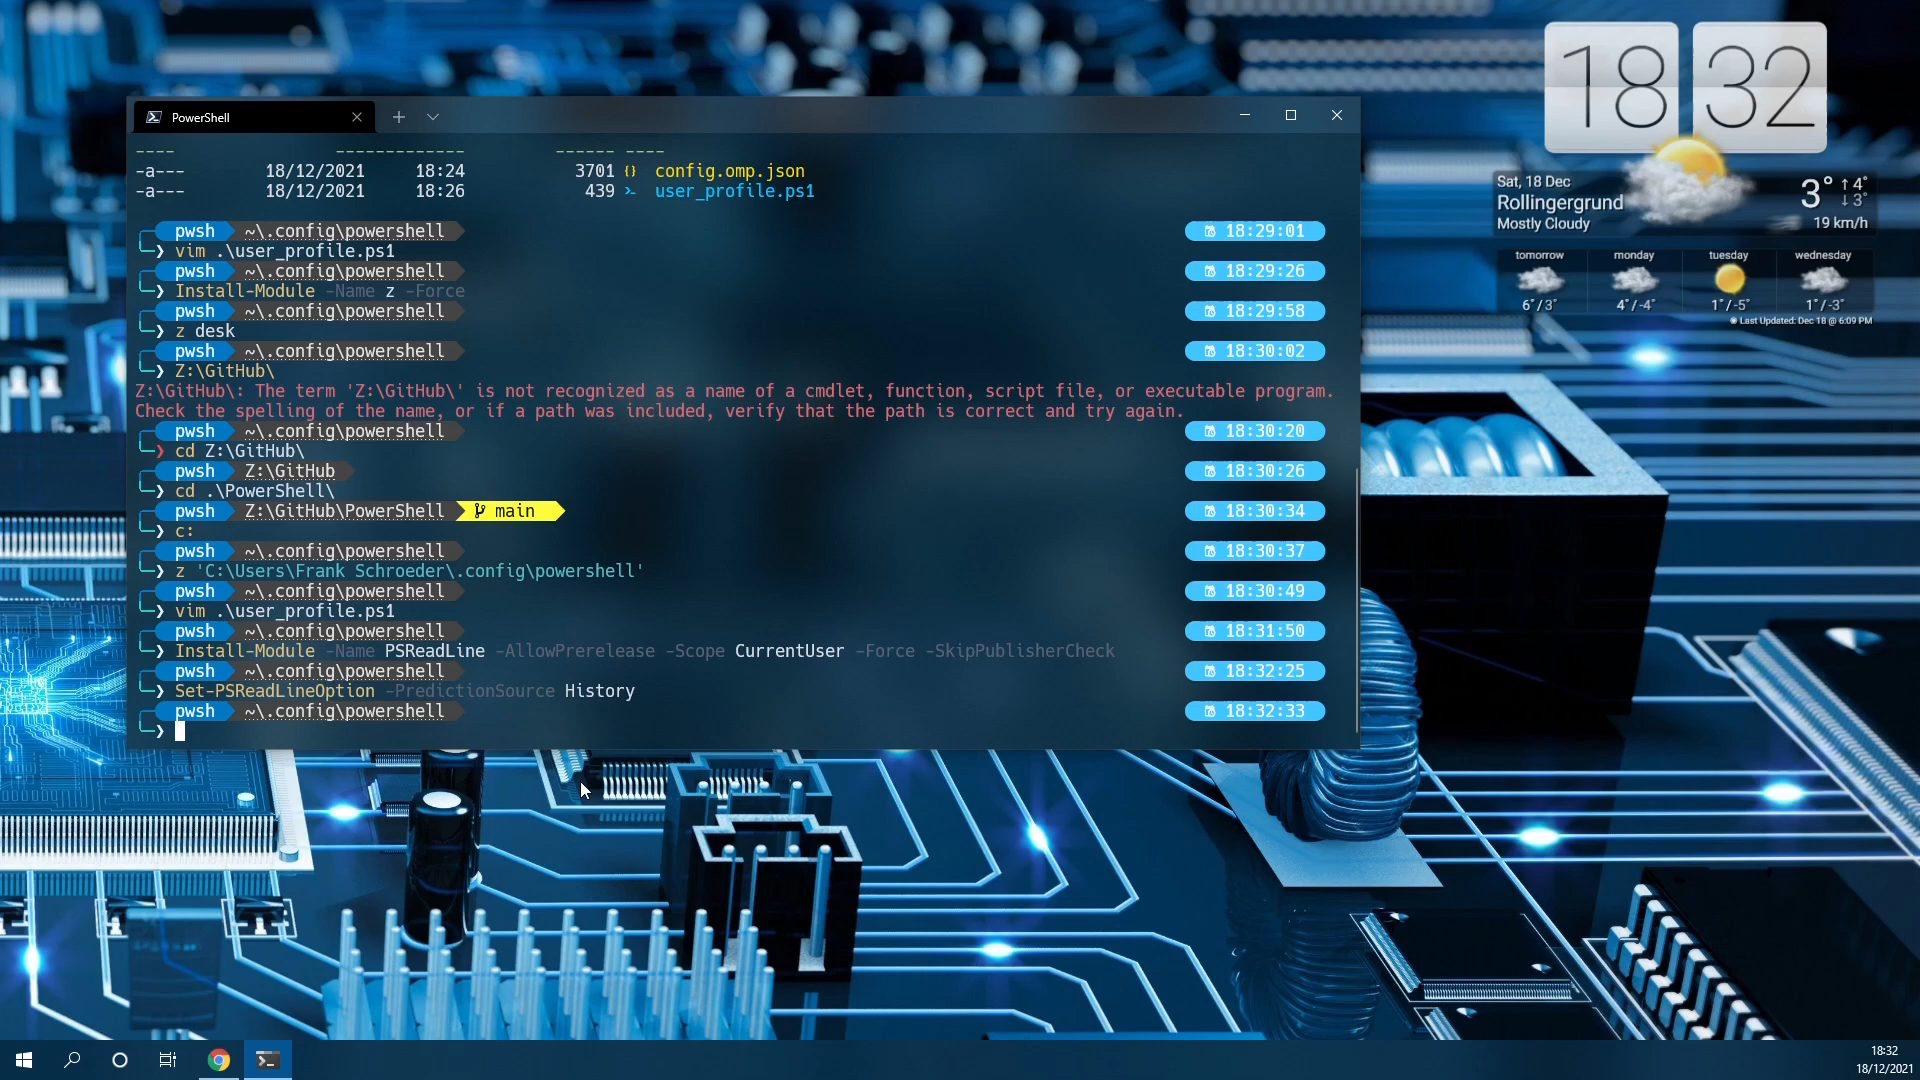 18 32
PowerShell
---- ------------- ------ ----
-a--- 18/12/2021 18:24 3701 {} config.omp.json
-a--- 18/12/2021 18:26 439 user_profile.ps1
pwsh ~\.config\powershell 18:29:01
❯ vim .\user_profile.ps1
pwsh ~\.config\powershell 18:29:26
❯ Install-Module -Name z -Force
pwsh ~\.config\powershell 18:29:58
❯ z desk
pwsh ~\.config\powershell 18:30:02
❯ Z:\GitHub\
Z:\GitHub\: The term 'Z:\GitHub\' is not recognized as a name of a cmdlet, function, script file, or executable program.
Check the spelling of the name, or if a path was included, verify that the path is correct and try again.
pwsh ~\.config\powershell 18:30:20
❯ cd Z:\GitHub\
pwsh Z:\GitHub 18:30:26
❯ cd .\PowerShell\
pwsh Z:\GitHub\PowerShell main 18:30:34
❯ c:
pwsh ~\.config\powershell 18:30:37
❯ z 'C:\Users\Frank Schroeder\.config\powershell'
pwsh ~\.config\powershell 18:30:49
❯ vim .\user_profile.ps1
pwsh ~\.config\powershell 18:31:50
❯ Install-Module -Name PSReadLine -AllowPrerelease -Scope CurrentUser -Force -SkipPublisherCheck
pwsh ~\.config\powershell 18:32:25
❯ Set-PSReadLineOption -PredictionSource History
pwsh ~\.config\powershell 18:32:33
❯
Sat, 18 Dec
Rollingergrund
Mostly Cloudy
3° ↑ 4°
↓ 3°
19 km/h
tomorrow monday tuesday wednesday
6°/3° 4°/-4° 1°/-5° 1°/-3°
Last Updated: Dec 18 @ 6:09 PM
18:32
18/12/2021